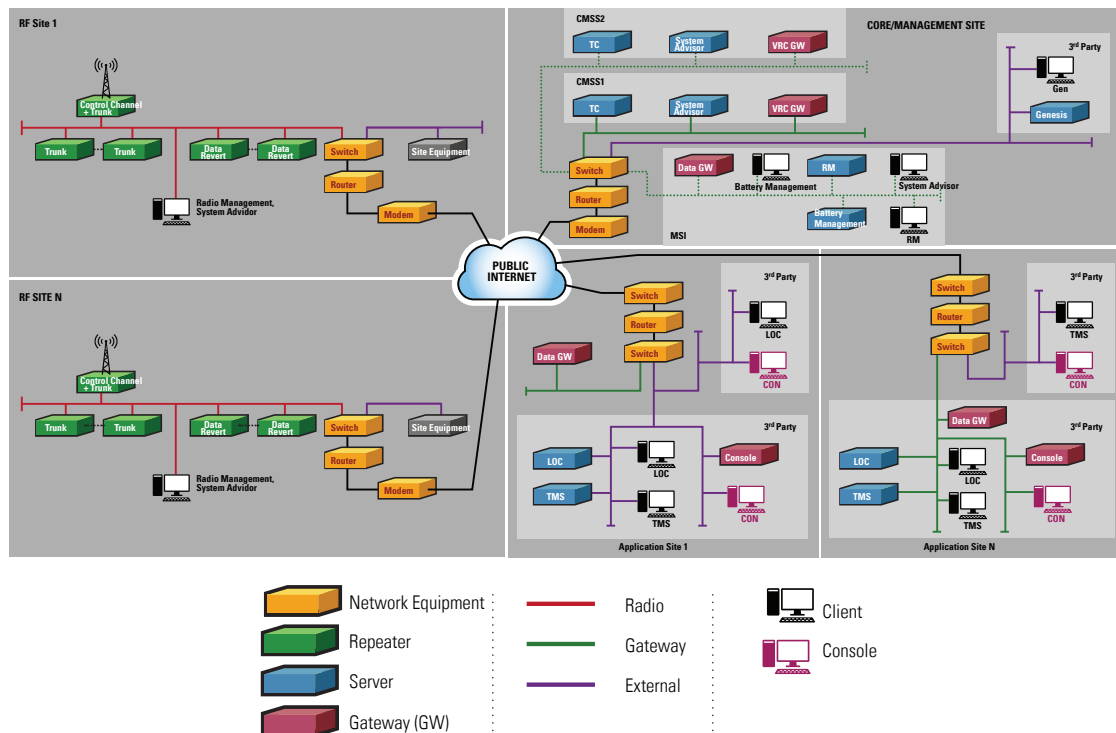 RF Site 1
Control Channel
+ Trunk
Trunk
Trunk
Data
Revert
Data
Revert
Switch
Site Equipment
Router
Modem
Radio Management,
System Advidor
CORE/MANAGEMENT SITE
CMSS2
TC
System
Advisor
VRC GW
CMSS1
TC
System
Advisor
VRC GW
3rd Party
Gen
Genesis
Switch
Router
Modem
Data GW
Battery Management
RM
System Advisor
Battery
Management
RM
MSI
PUBLIC
INTERNET
RF SITE N
Control Channel
+ Trunk
Trunk
Trunk
Data
Revert
Data
Revert
Switch
Site Equipment
Router
Modem
Radio Management,
System Advidor
Switch
Router
Switch
Data GW
3rd Party
LOC
CON
3rd Party
LOC
TMS
LOC
TMS
Console
CON
Application Site 1
Switch
Router
Switch
3rd Party
TMS
CON
3rd Party
Data GW
LOC
TMS
LOC
TMS
Console
CON
Application Site N
Network Equipment
Repeater
Server
Gateway (GW)
Radio
Gateway
External
Client
Console